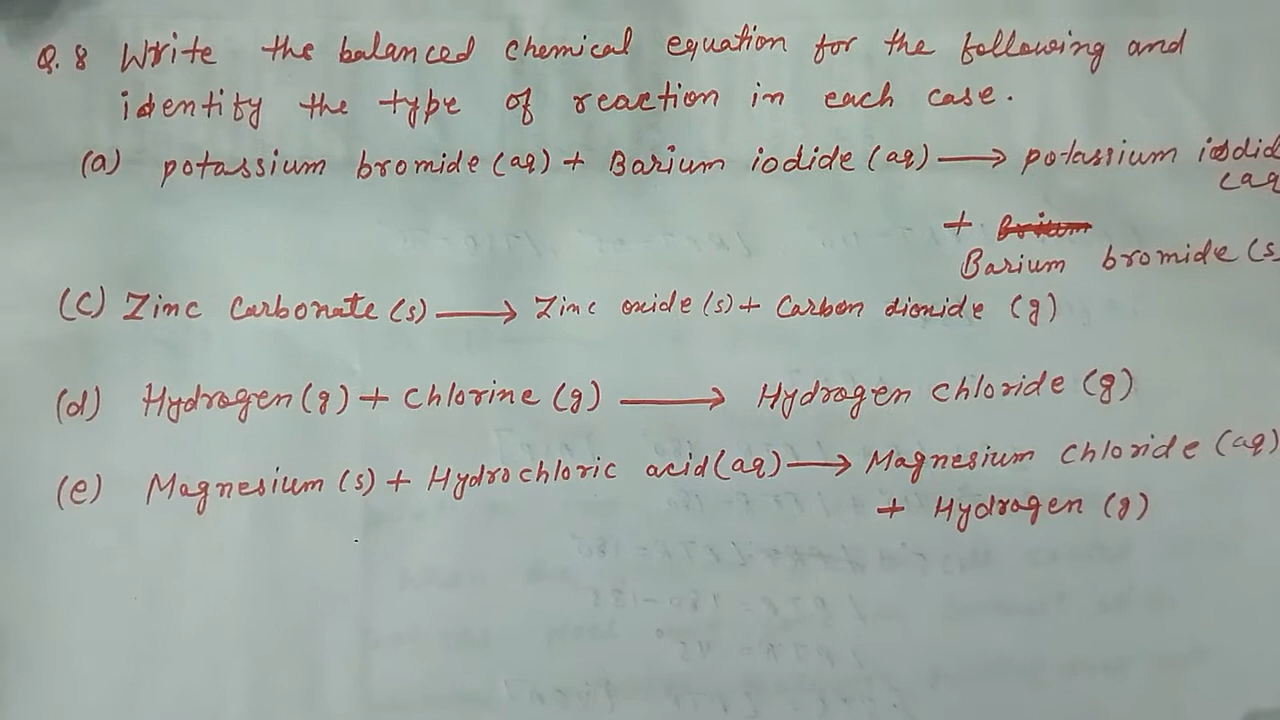 Q. 8 Write the balanced chemical equation for the following and
identify the type of reaction in each case.
(a) potassium bromide (aq) + Barium iodide (aq) ⟶ potassium iodid
(aq
+
Barium bromide (s
(C) Zinc Carbonate (s) ⟶ Zinc oxide (s) + Carbon dioxide (g)
(d) Hydrogen (g) + Chlorine (g) ⟶ Hydrogen chloride (g)
(e) Magnesium (s) + Hydrochloric acid (aq) ⟶ Magnesium Chloride (aq)
+ Hydrogen (g)